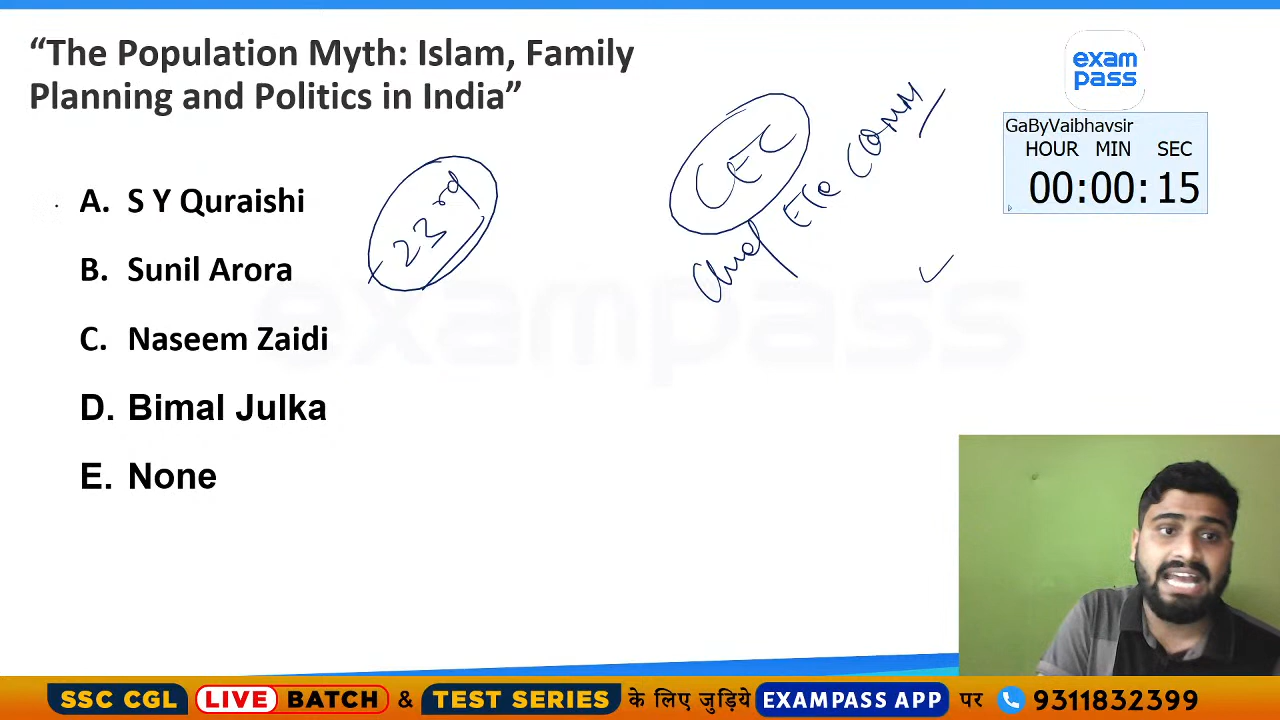 “The Population Myth: Islam, Family
Planning and Politics in India”
exam
pass
GaByVaibhavsir
HOUR MIN SEC
00:00:15
A. S Y Quraishi
B. Sunil Arora
C. Naseem Zaidi
D. Bimal Julka
E. None
23rd
CEC
Chief Ele Comm
exampass
SSC CGL LIVE BATCH & TEST SERIES के लिए जुड़िये EXAMPASS APP पर 9311832399